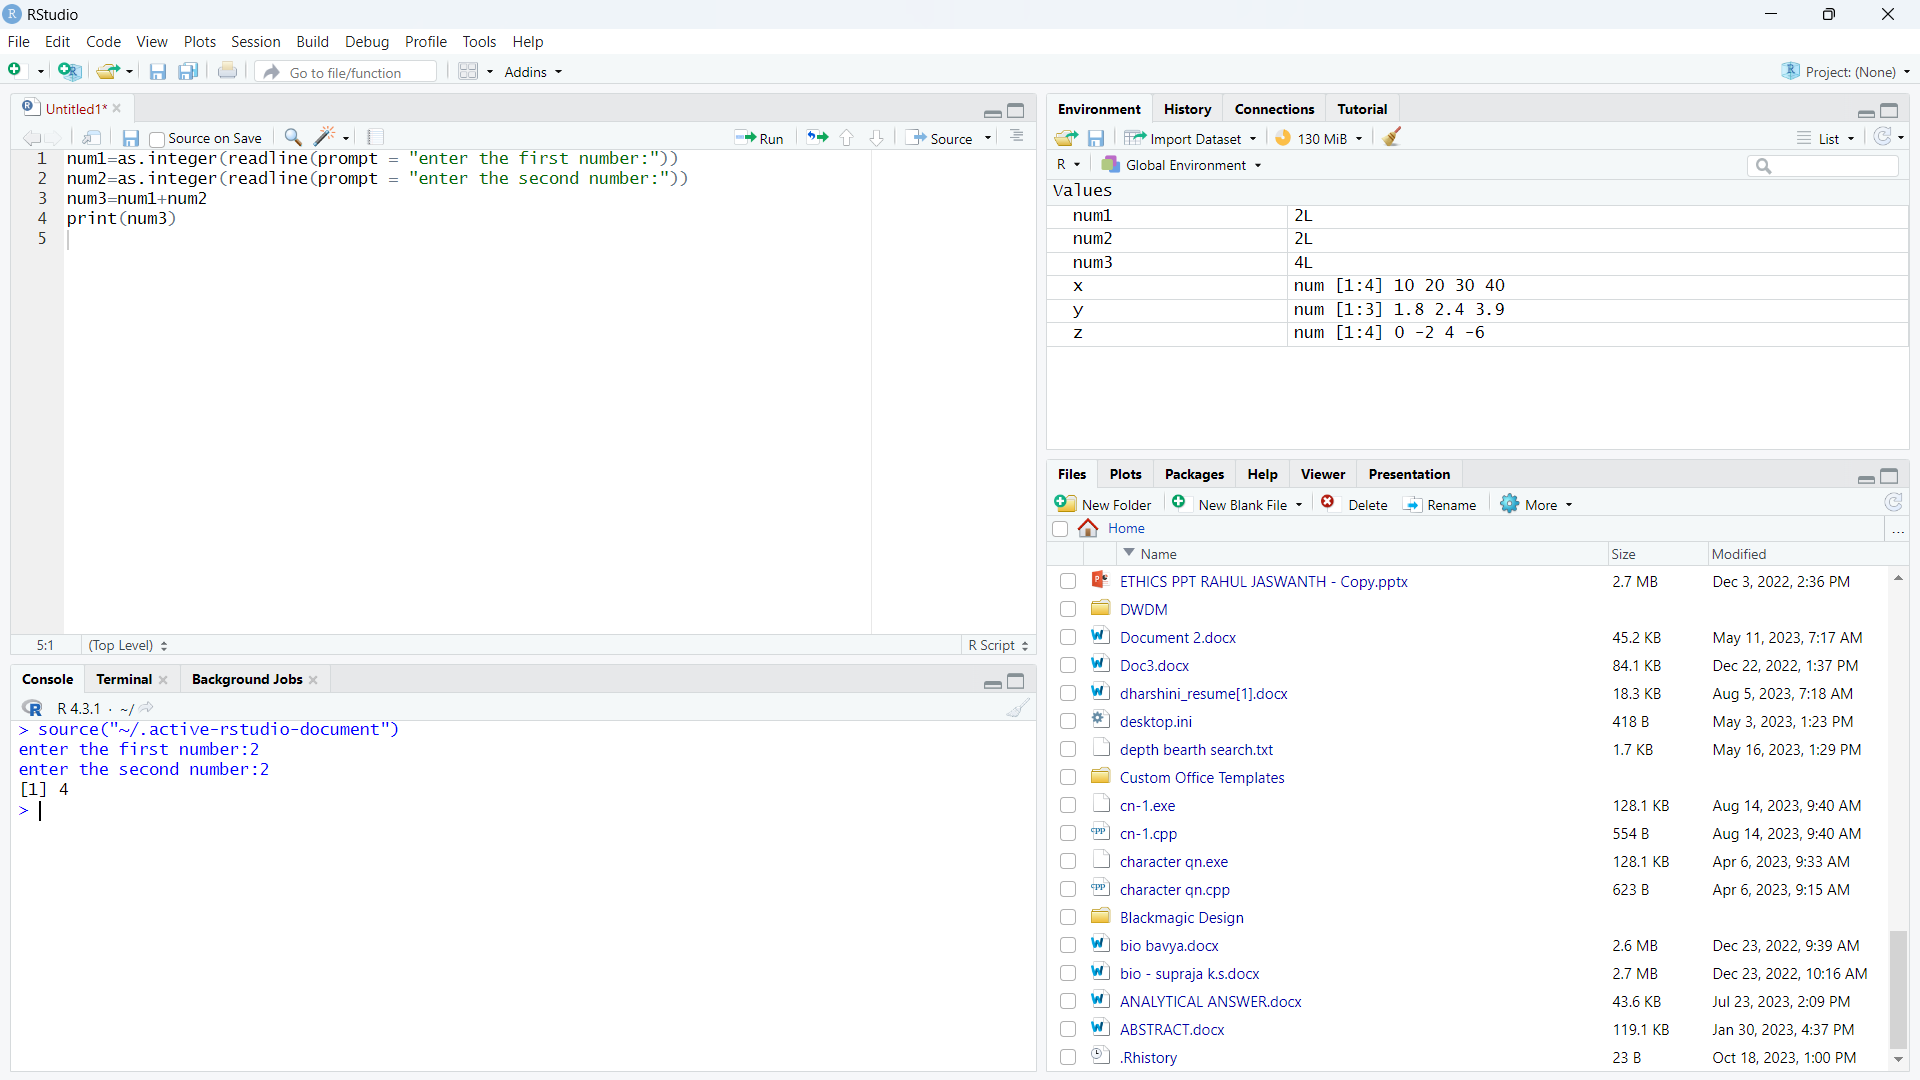 RStudio
File Edit Code View Plots Session Build Debug Profile Tools Help
Go to file/function Addins Project: (None)
Untitled1*
Source on Save Run Source
1 num1=as.integer(readline(prompt = "enter the first number:"))
2 num2=as.integer(readline(prompt = "enter the second number:"))
3 num3=num1+num2
4 print(num3)
5
5:1 (Top Level) R Script
Console Terminal Background Jobs
R 4.3.1 · ~/
> source("~/.active-rstudio-document")
enter the first number:2
enter the second number:2
[1] 4
>
Environment History Connections Tutorial
Import Dataset 130 MiB List
R Global Environment
Values
num1 2L
num2 2L
num3 4L
x num [1:4] 10 20 30 40
y num [1:3] 1.8 2.4 3.9
z num [1:4] 0 -2 4 -6
Files Plots Packages Help Viewer Presentation
New Folder New Blank File Delete Rename More
Home ...
Name Size Modified
ETHICS PPT RAHUL JASWANTH - Copy.pptx 2.7 MB Dec 3, 2022, 2:36 PM
DWDM
Document 2.docx 45.2 KB May 11, 2023, 7:17 AM
Doc3.docx 84.1 KB Dec 22, 2022, 1:37 PM
dharshini_resume[1].docx 18.3 KB Aug 5, 2023, 7:18 AM
desktop.ini 418 B May 3, 2023, 1:23 PM
depth bearth search.txt 1.7 KB May 16, 2023, 1:29 PM
Custom Office Templates
cn-1.exe 128.1 KB Aug 14, 2023, 9:40 AM
cn-1.cpp 554 B Aug 14, 2023, 9:40 AM
character qn.exe 128.1 KB Apr 6, 2023, 9:33 AM
character qn.cpp 623 B Apr 6, 2023, 9:15 AM
Blackmagic Design
bio bavya.docx 2.6 MB Dec 23, 2022, 9:39 AM
bio - supraja k.s.docx 2.7 MB Dec 23, 2022, 10:16 AM
ANALYTICAL ANSWER.docx 43.6 KB Jul 23, 2023, 2:09 PM
ABSTRACT.docx 119.1 KB Jan 30, 2023, 4:37 PM
.Rhistory 23 B Oct 18, 2023, 1:00 PM